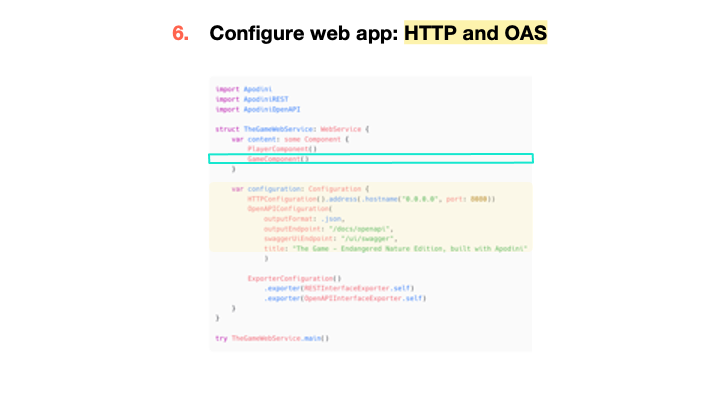 6. Configure web app: HTTP and OAS
import Apodini
import ApodiniREST
import ApodiniOpenAPI
struct TheGameWebService: WebService {
var content: some Component {
PlayerComponent()
GameComponent()
}
var configuration: Configuration {
HTTPConfiguration().address(.hostname("0.0.0.0", port: 8080))
OpenAPIConfiguration(
outputFormat: .json,
outputEndpoint: "/docs/openapi",
swaggerUiEndpoint: "/ui/swagger",
title: "The Game - Endangered Nature Edition, built with Apodini"
)
ExporterConfiguration()
.exporter(RESTInterfaceExporter.self)
.exporter(OpenAPIInterfaceExporter.self)
}
}
try TheGameWebService.main()